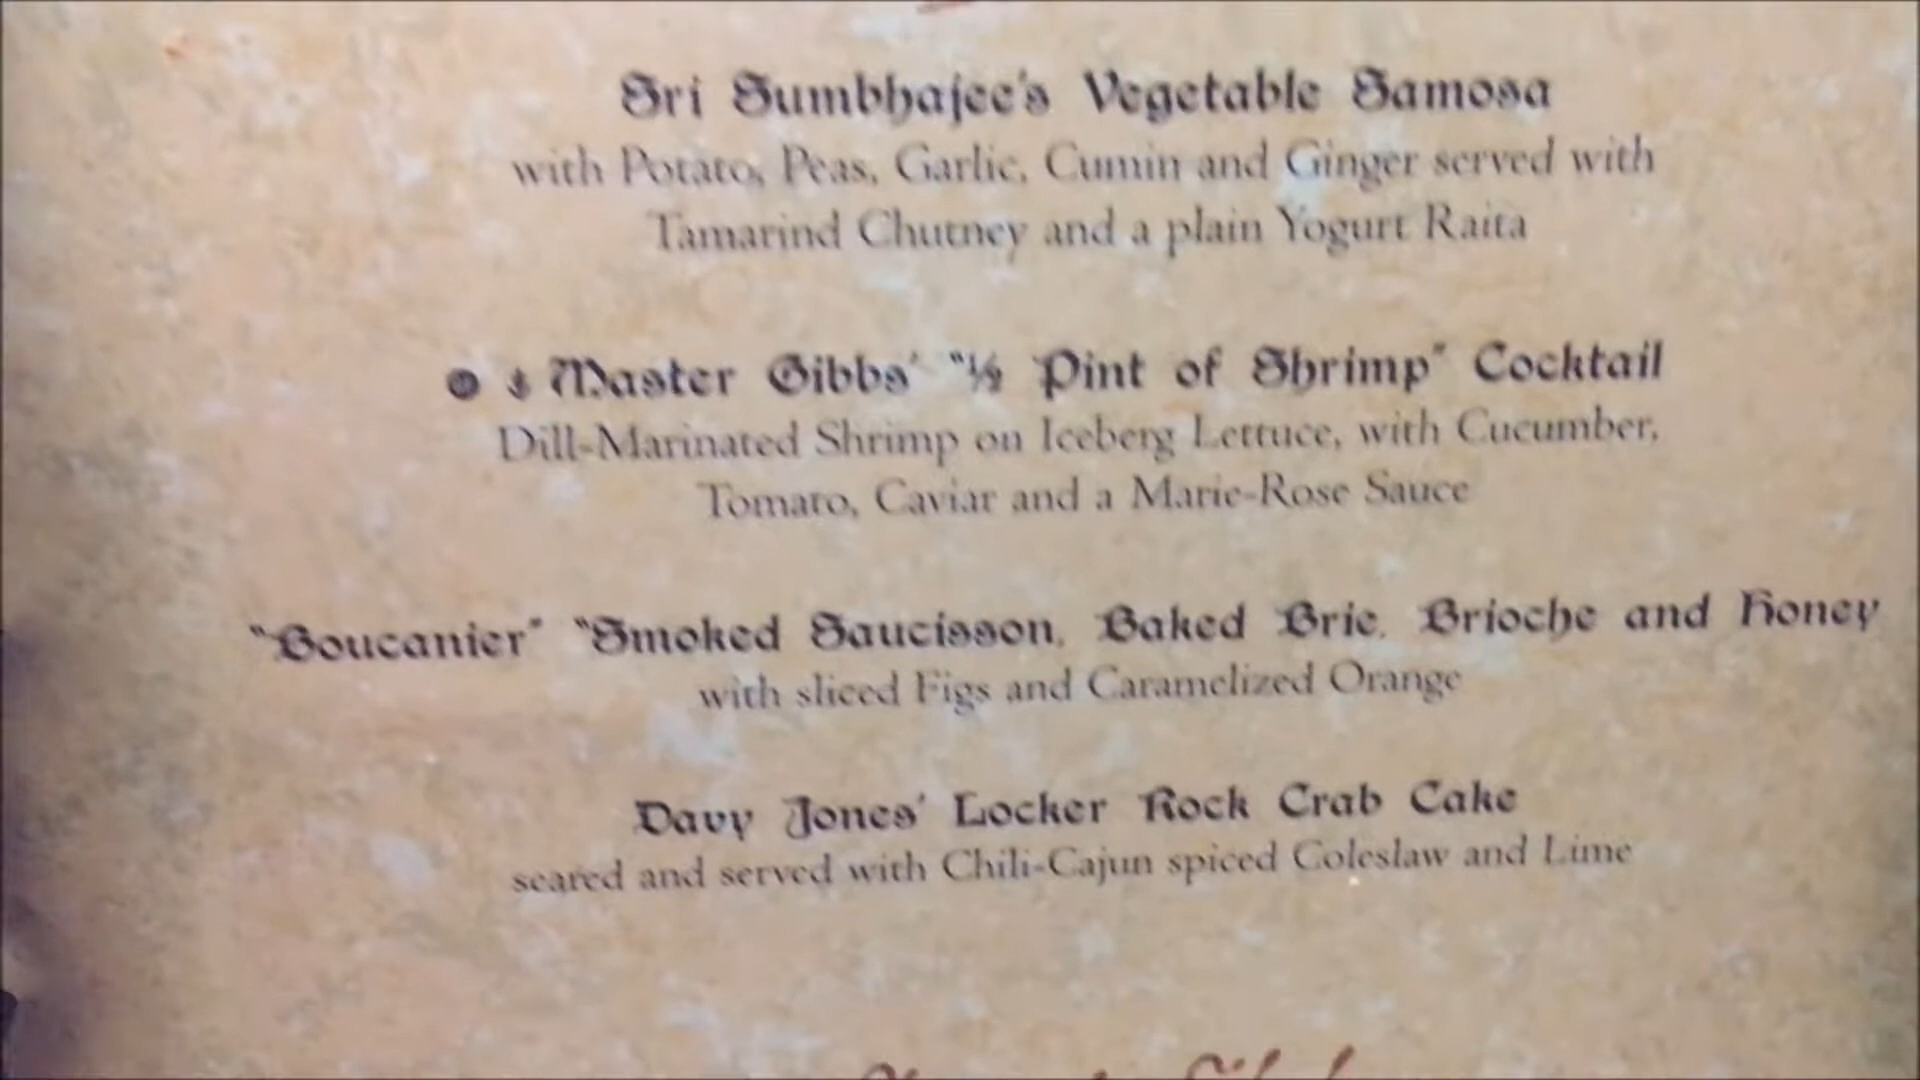 Sri Sumbhajee's Vegetable Samosa
with Potato, Peas, Garlic, Cumin and Ginger served with
Tamarind Chutney and a plain Yogurt Raita
Master Gibbs' "½ Pint of Shrimp" Cocktail
Dill-Marinated Shrimp on Iceberg Lettuce, with Cucumber,
Tomato, Caviar and a Marie-Rose Sauce
"Boucanier" "Smoked Saucisson, Baked Brie, Brioche and Honey
with sliced Figs and Caramelized Orange
Davy Jones' Locker Rock Crab Cake
seared and served with Chili-Cajun spiced Coleslaw and Lime